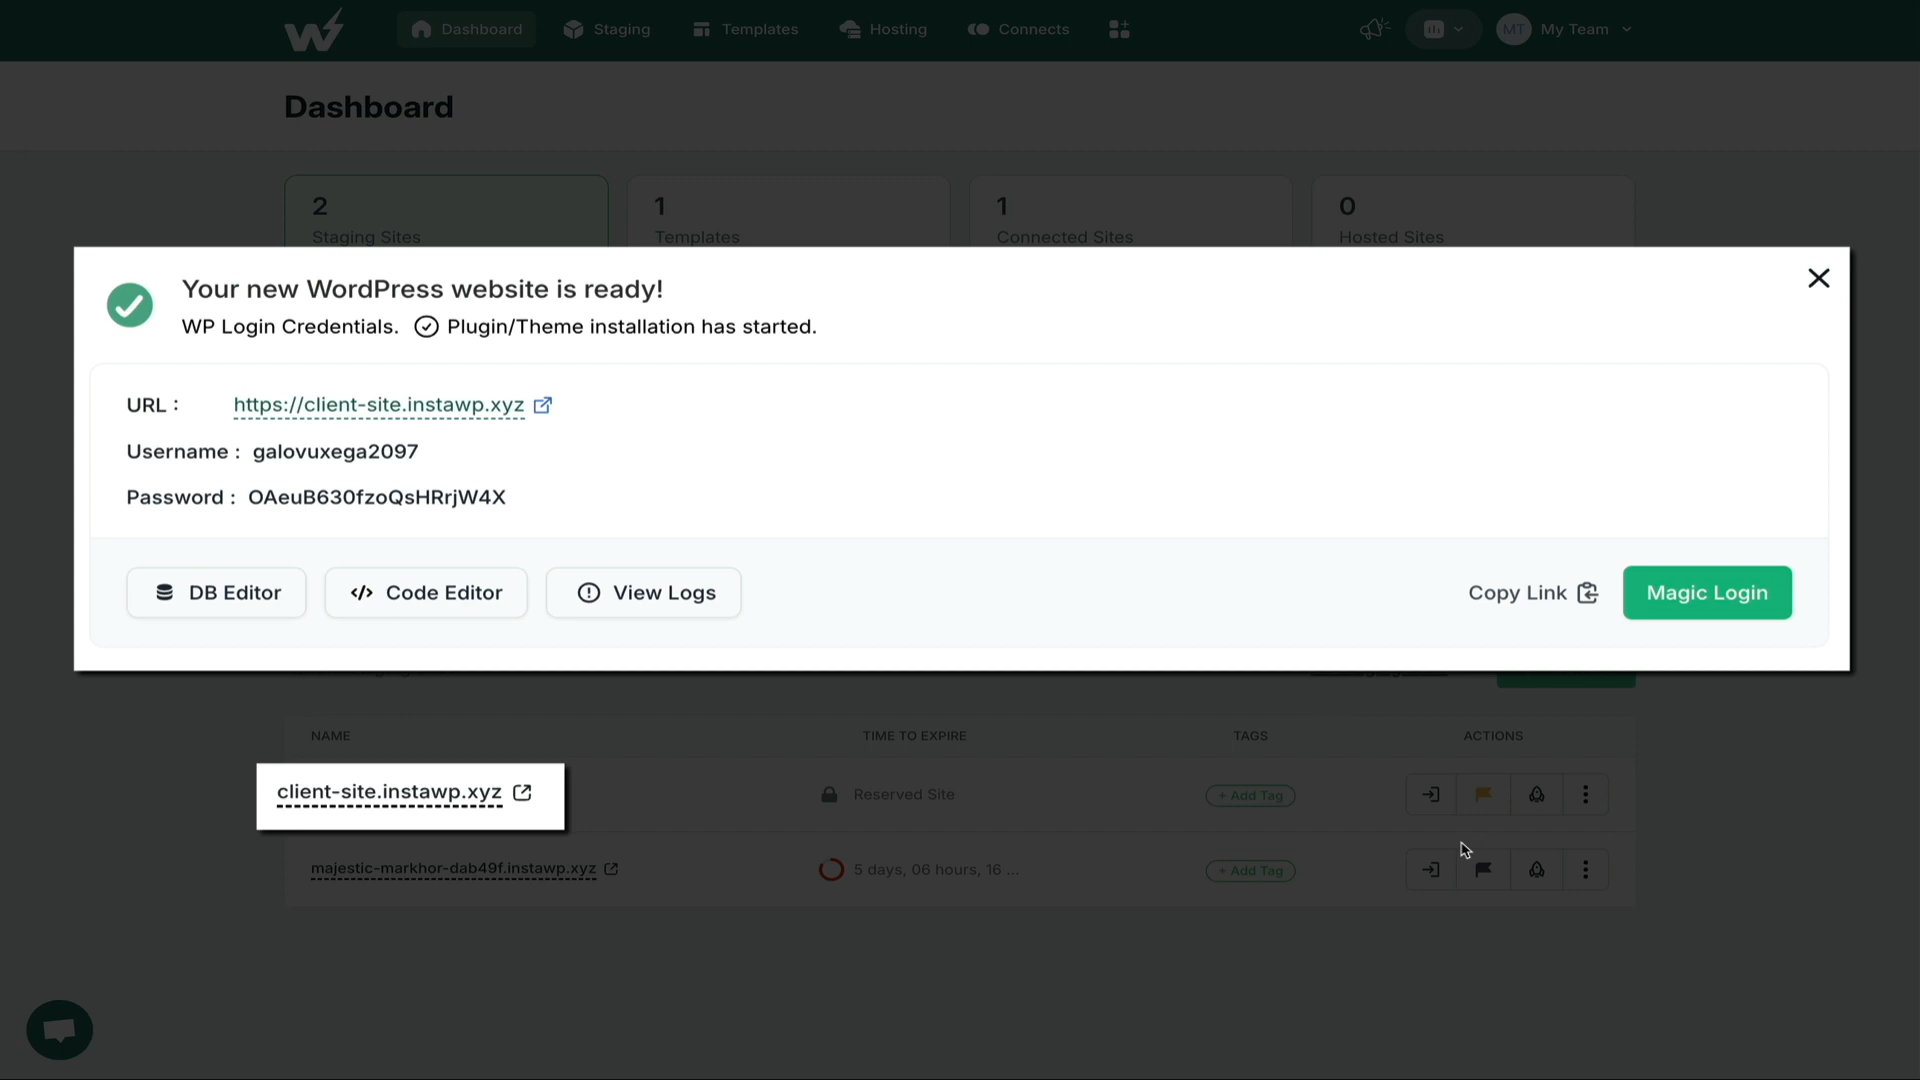 Dashboard Staging Templates Hosting Connects MT My Team
Dashboard
2 1 1 0
Staging Sites Templates Connected Sites Hosted Sites
Your new WordPress website is ready!
WP Login Credentials. Plugin/Theme installation has started.
URL : https://client-site.instawp.xyz
Username : galovuxega2097
Password : OAeuB630fzoQsHRrjW4X
DB Editor </> Code Editor View Logs Copy Link Magic Login
NAME TIME TO EXPIRE TAGS ACTIONS
client-site.instawp.xyz Reserved Site + Add Tag
majestic-markhor-dab49f.instawp.xyz 5 days, 06 hours, 16 ... + Add Tag